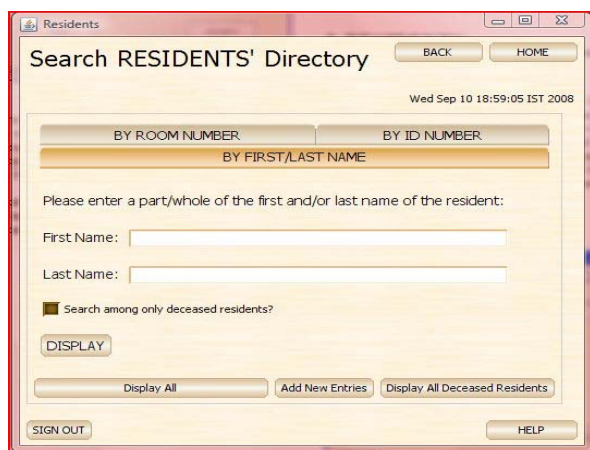 Residents
Search RESIDENTS' Directory
BACK
HOME
Wed Sep 10 18:59:05 IST 2008
BY ROOM NUMBER
BY ID NUMBER
BY FIRST/LAST NAME
Please enter a part/whole of the first and/or last name of the resident:
First Name:
Last Name:
Search among only deceased residents?
DISPLAY
Display All
Add New Entries
Display All Deceased Residents
SIGN OUT
HELP